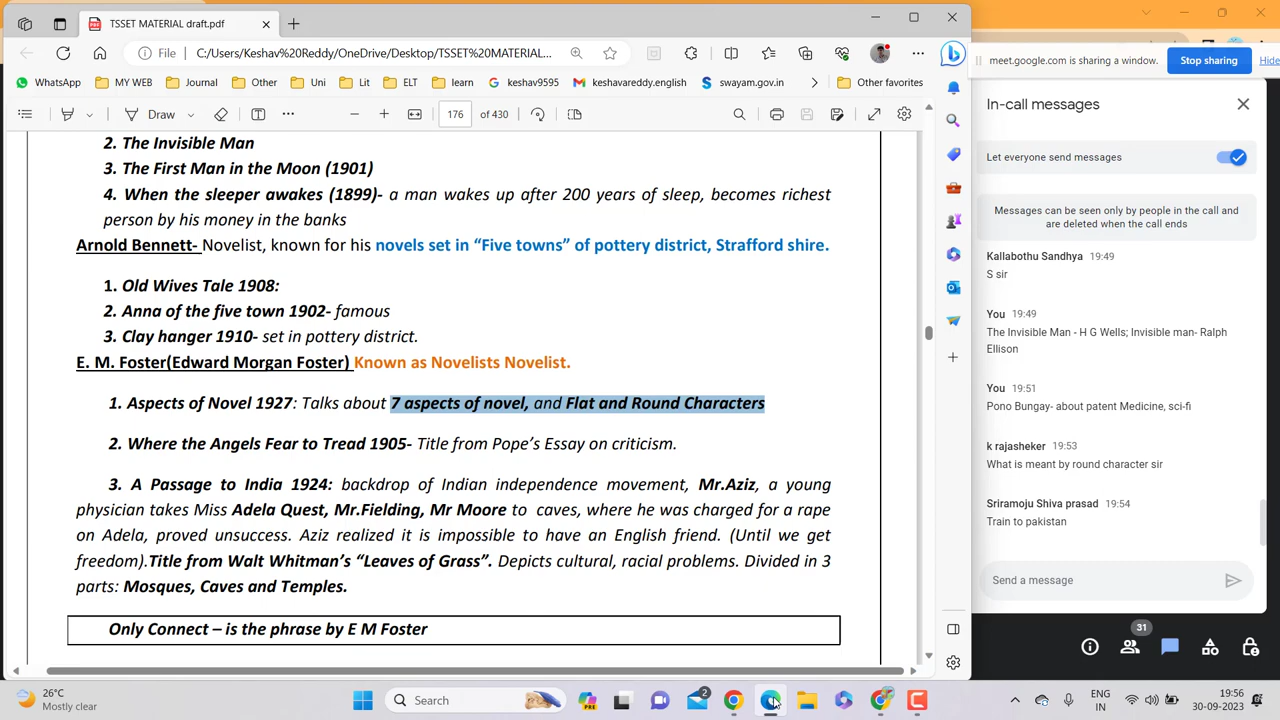 TSSET MATERIAL draft.pdf
File
C:/Users/Keshav%20Reddy/OneDrive/Desktop/TSSET%20MATERIAL...
WhatsApp
MY WEB
Journal
Other
Uni
Lit
ELT
learn
keshav9595
keshavareddy.english
swayam.gov.in
Other favorites
Draw
176 of 430
2. The Invisible Man
3. The First Man in the Moon (1901)
4. When the sleeper awakes (1899)- a man wakes up after 200 years of sleep, becomes richest
person by his money in the banks
Arnold Bennett- Novelist, known for his novels set in “Five towns” of pottery district, Strafford shire.
1. Old Wives Tale 1908:
2. Anna of the five town 1902- famous
3. Clay hanger 1910- set in pottery district.
E. M. Foster(Edward Morgan Foster) Known as Novelists Novelist.
1. Aspects of Novel 1927: Talks about 7 aspects of novel, and Flat and Round Characters
2. Where the Angels Fear to Tread 1905- Title from Pope’s Essay on criticism.
3. A Passage to India 1924: backdrop of Indian independence movement, Mr.Aziz, a young
physician takes Miss Adela Quest, Mr.Fielding, Mr Moore to caves, where he was charged for a rape
on Adela, proved unsuccess. Aziz realized it is impossible to have an English friend. (Until we get
freedom).Title from Walt Whitman’s “Leaves of Grass”. Depicts cultural, racial problems. Divided in 3
parts: Mosques, Caves and Temples.
Only Connect – is the phrase by E M Foster
meet.google.com is sharing a window.
Stop sharing
Hide
In-call messages
Let everyone send messages
Messages can be seen only by people in the call and
are deleted when the call ends
Kallabothu Sandhya 19:49
S sir
You 19:49
The Invisible Man - H G Wells; Invisible man- Ralph
Ellison
You 19:51
Pono Bungay- about patent Medicine, sci-fi
k rajasheker 19:53
What is meant by round character sir
Sriramoju Shiva prasad 19:54
Train to pakistan
Send a message
31
26°C
Mostly clear
Search
PRE
2
ENG
IN
19:56
30-09-2023